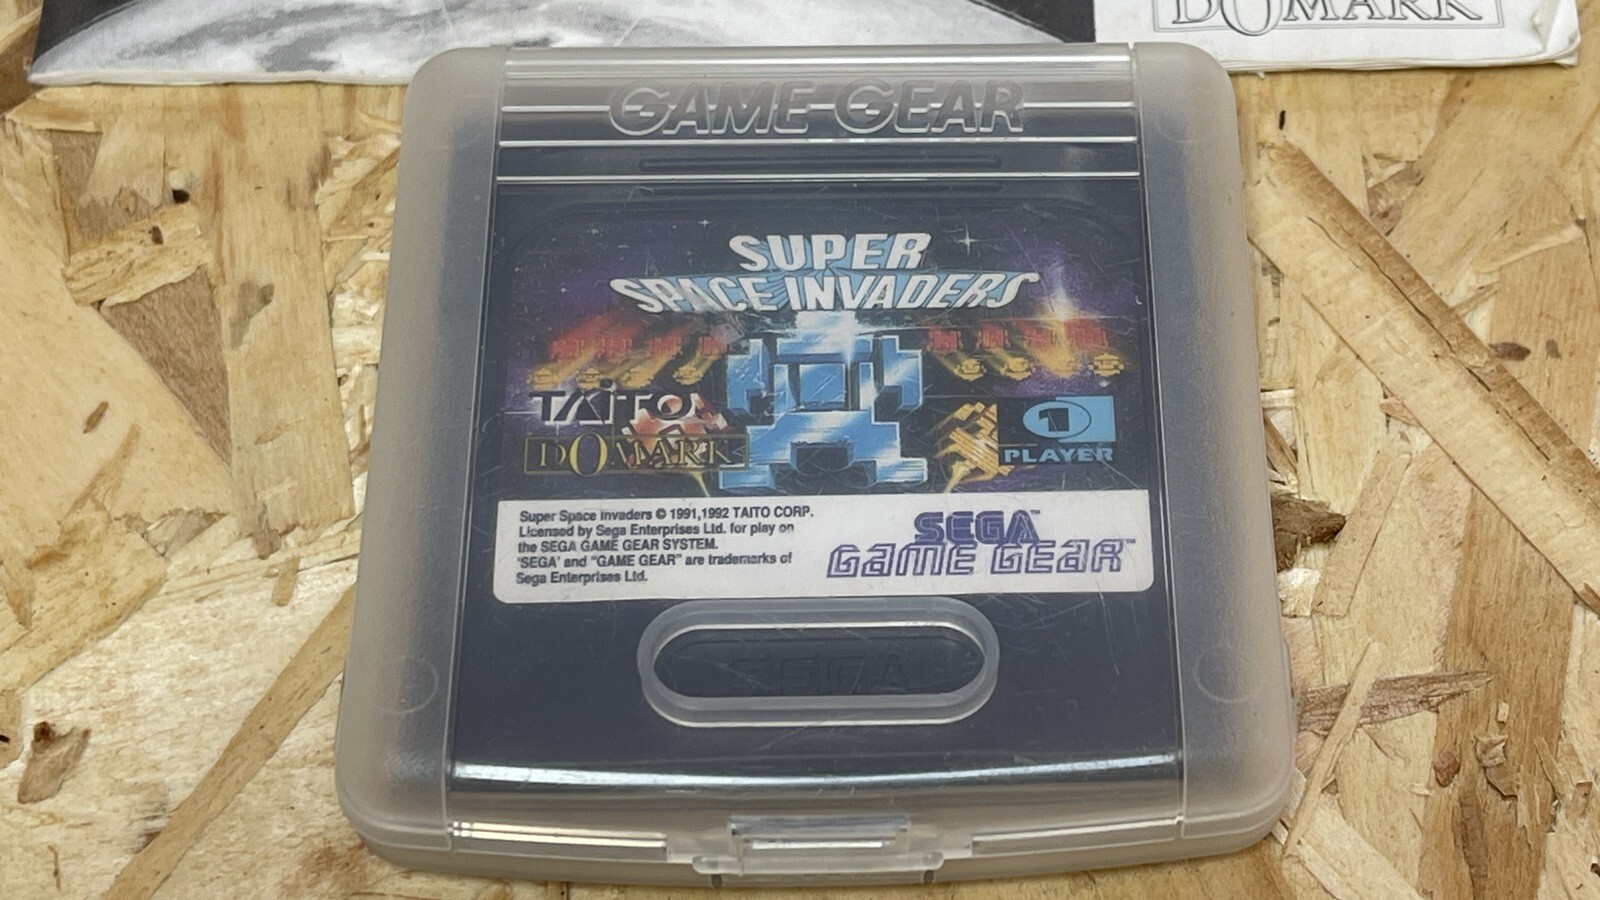 DOMARK
GAME GEAR
SUPER
SPACE INVADERS
TAITO
DOMARK
1
PLAYER
Super Space Invaders © 1991,1992 TAITO CORP.
Licensed by Sega Enterprises Ltd. for play on
the SEGA GAME GEAR SYSTEM.
'SEGA' and "GAME GEAR" are trademarks of
Sega Enterprises Ltd.
SEGA™
GAME GEAR™
SEGA